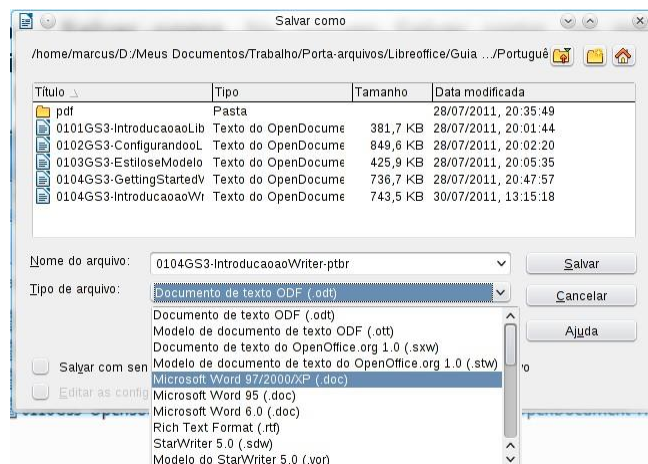 Salvar como
/home/marcus/D:/Meus Documentos/Trabalho/Porta-arquivos/Libreoffice/Guia .../Portuguê
Título Tipo Tamanho Data modificada
pdf Pasta 28/07/2011, 20:35:49
0101GS3-IntroducaoaoLib Texto do OpenDocume 381,7 KB 28/07/2011, 20:01:44
0102GS3-ConfigurandooL Texto do OpenDocume 849,6 KB 28/07/2011, 20:02:20
0103GS3-EstiloseModelo Texto do OpenDocume 425,9 KB 28/07/2011, 20:05:35
0104GS3-GettingStartedV Texto do OpenDocume 736,7 KB 28/07/2011, 20:47:57
0104GS3-IntroducaoaoWr Texto do OpenDocume 743,5 KB 30/07/2011, 13:15:18
Nome do arquivo: 0104GS3-IntroducaoaoWriter-ptbr Salvar
Tipo de arquivo: Documento de texto ODF (.odt) Cancelar
Documento de texto ODF (.odt)
Modelo de documento de texto ODF (.ott) Ajuda
Documento de texto do OpenOffice.org 1.0 (.sxw)
Salvar com sen Modelo de documento de texto do OpenOffice.org 1.0 (.stw)
Microsoft Word 97/2000/XP (.doc)
Editar as config Microsoft Word 95 (.doc)
Microsoft Word 6.0 (.doc)
Rich Text Format (.rtf)
StarWriter 5.0 (.sdw)
Modelo do StarWriter 5.0 (.vor)